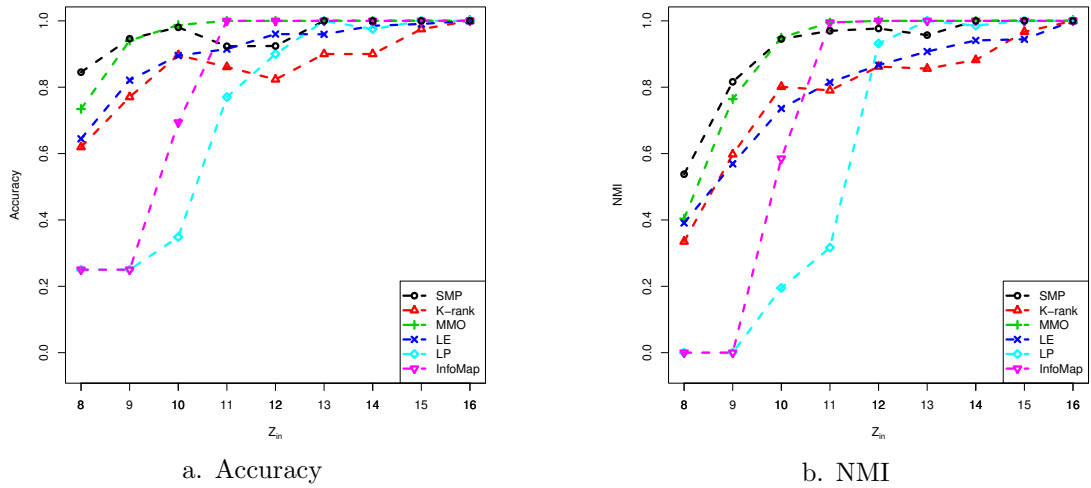 1.0
0.8
0.6
0.4
0.2
0.0
Accuracy
8 9 10 11 12 13 14 15 16
Z_in
SMP
K-rank
MMO
LE
LP
InfoMap
a. Accuracy
1.0
0.8
0.6
0.4
0.2
0.0
NMI
8 9 10 11 12 13 14 15 16
Z_in
SMP
K-rank
MMO
LE
LP
InfoMap
b. NMI